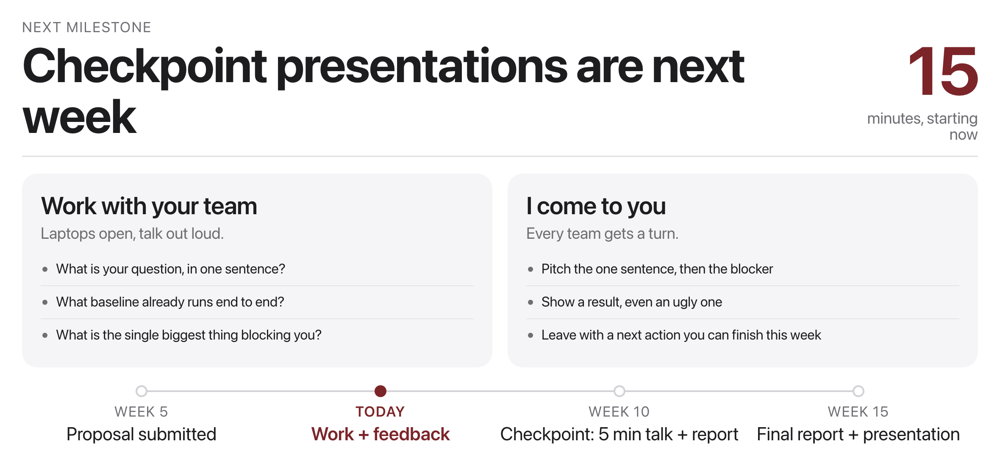 NEXT MILESTONE
Checkpoint presentations are next
week
15
minutes, starting
now
Work with your team
Laptops open, talk out loud.
What is your question, in one sentence?
What baseline already runs end to end?
What is the single biggest thing blocking you?
I come to you
Every team gets a turn.
Pitch the one sentence, then the blocker
Show a result, even an ugly one
Leave with a next action you can finish this week
WEEK 5
Proposal submitted
TODAY
Work + feedback
WEEK 10
Checkpoint: 5 min talk + report
WEEK 15
Final report + presentation